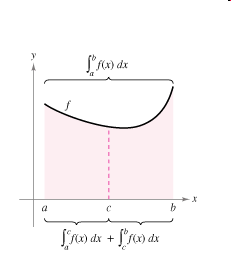 ∫_a^b f(x) dx
y
f
x
a c b
∫_a^c f(x) dx + ∫_c^b f(x) dx